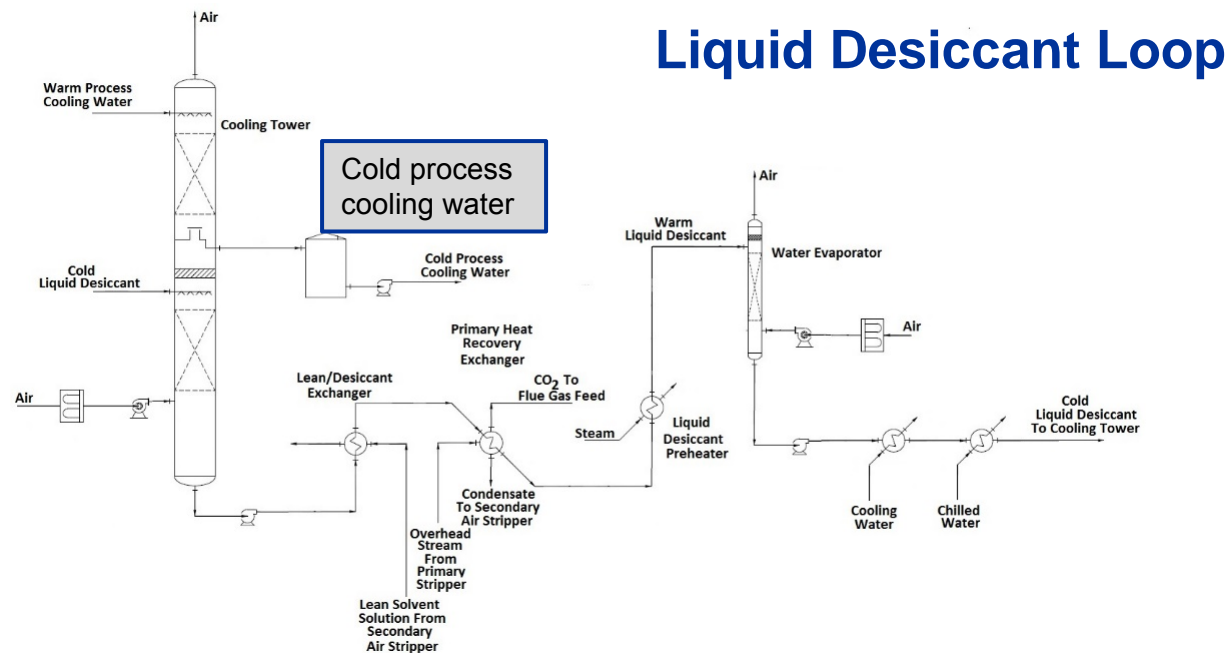 Liquid Desiccant Loop
Air
Warm Process
Cooling Water
Cooling Tower
Cold process
cooling water
Cold
Liquid Desiccant
Cold Process
Cooling Water
Air
Lean/Desiccant
Exchanger
Primary Heat
Recovery
Exchanger
CO2 To
Flue Gas Feed
Condensate
To Secondary
Air Stripper
Overhead
Stream
From
Primary
Stripper
Lean Solvent
Solution From
Secondary
Air Stripper
Steam
Liquid
Desiccant
Preheater
Warm
Liquid Desiccant
Air
Water Evaporator
Air
Cooling
Water
Chilled
Water
Cold
Liquid Desiccant
To Cooling Tower